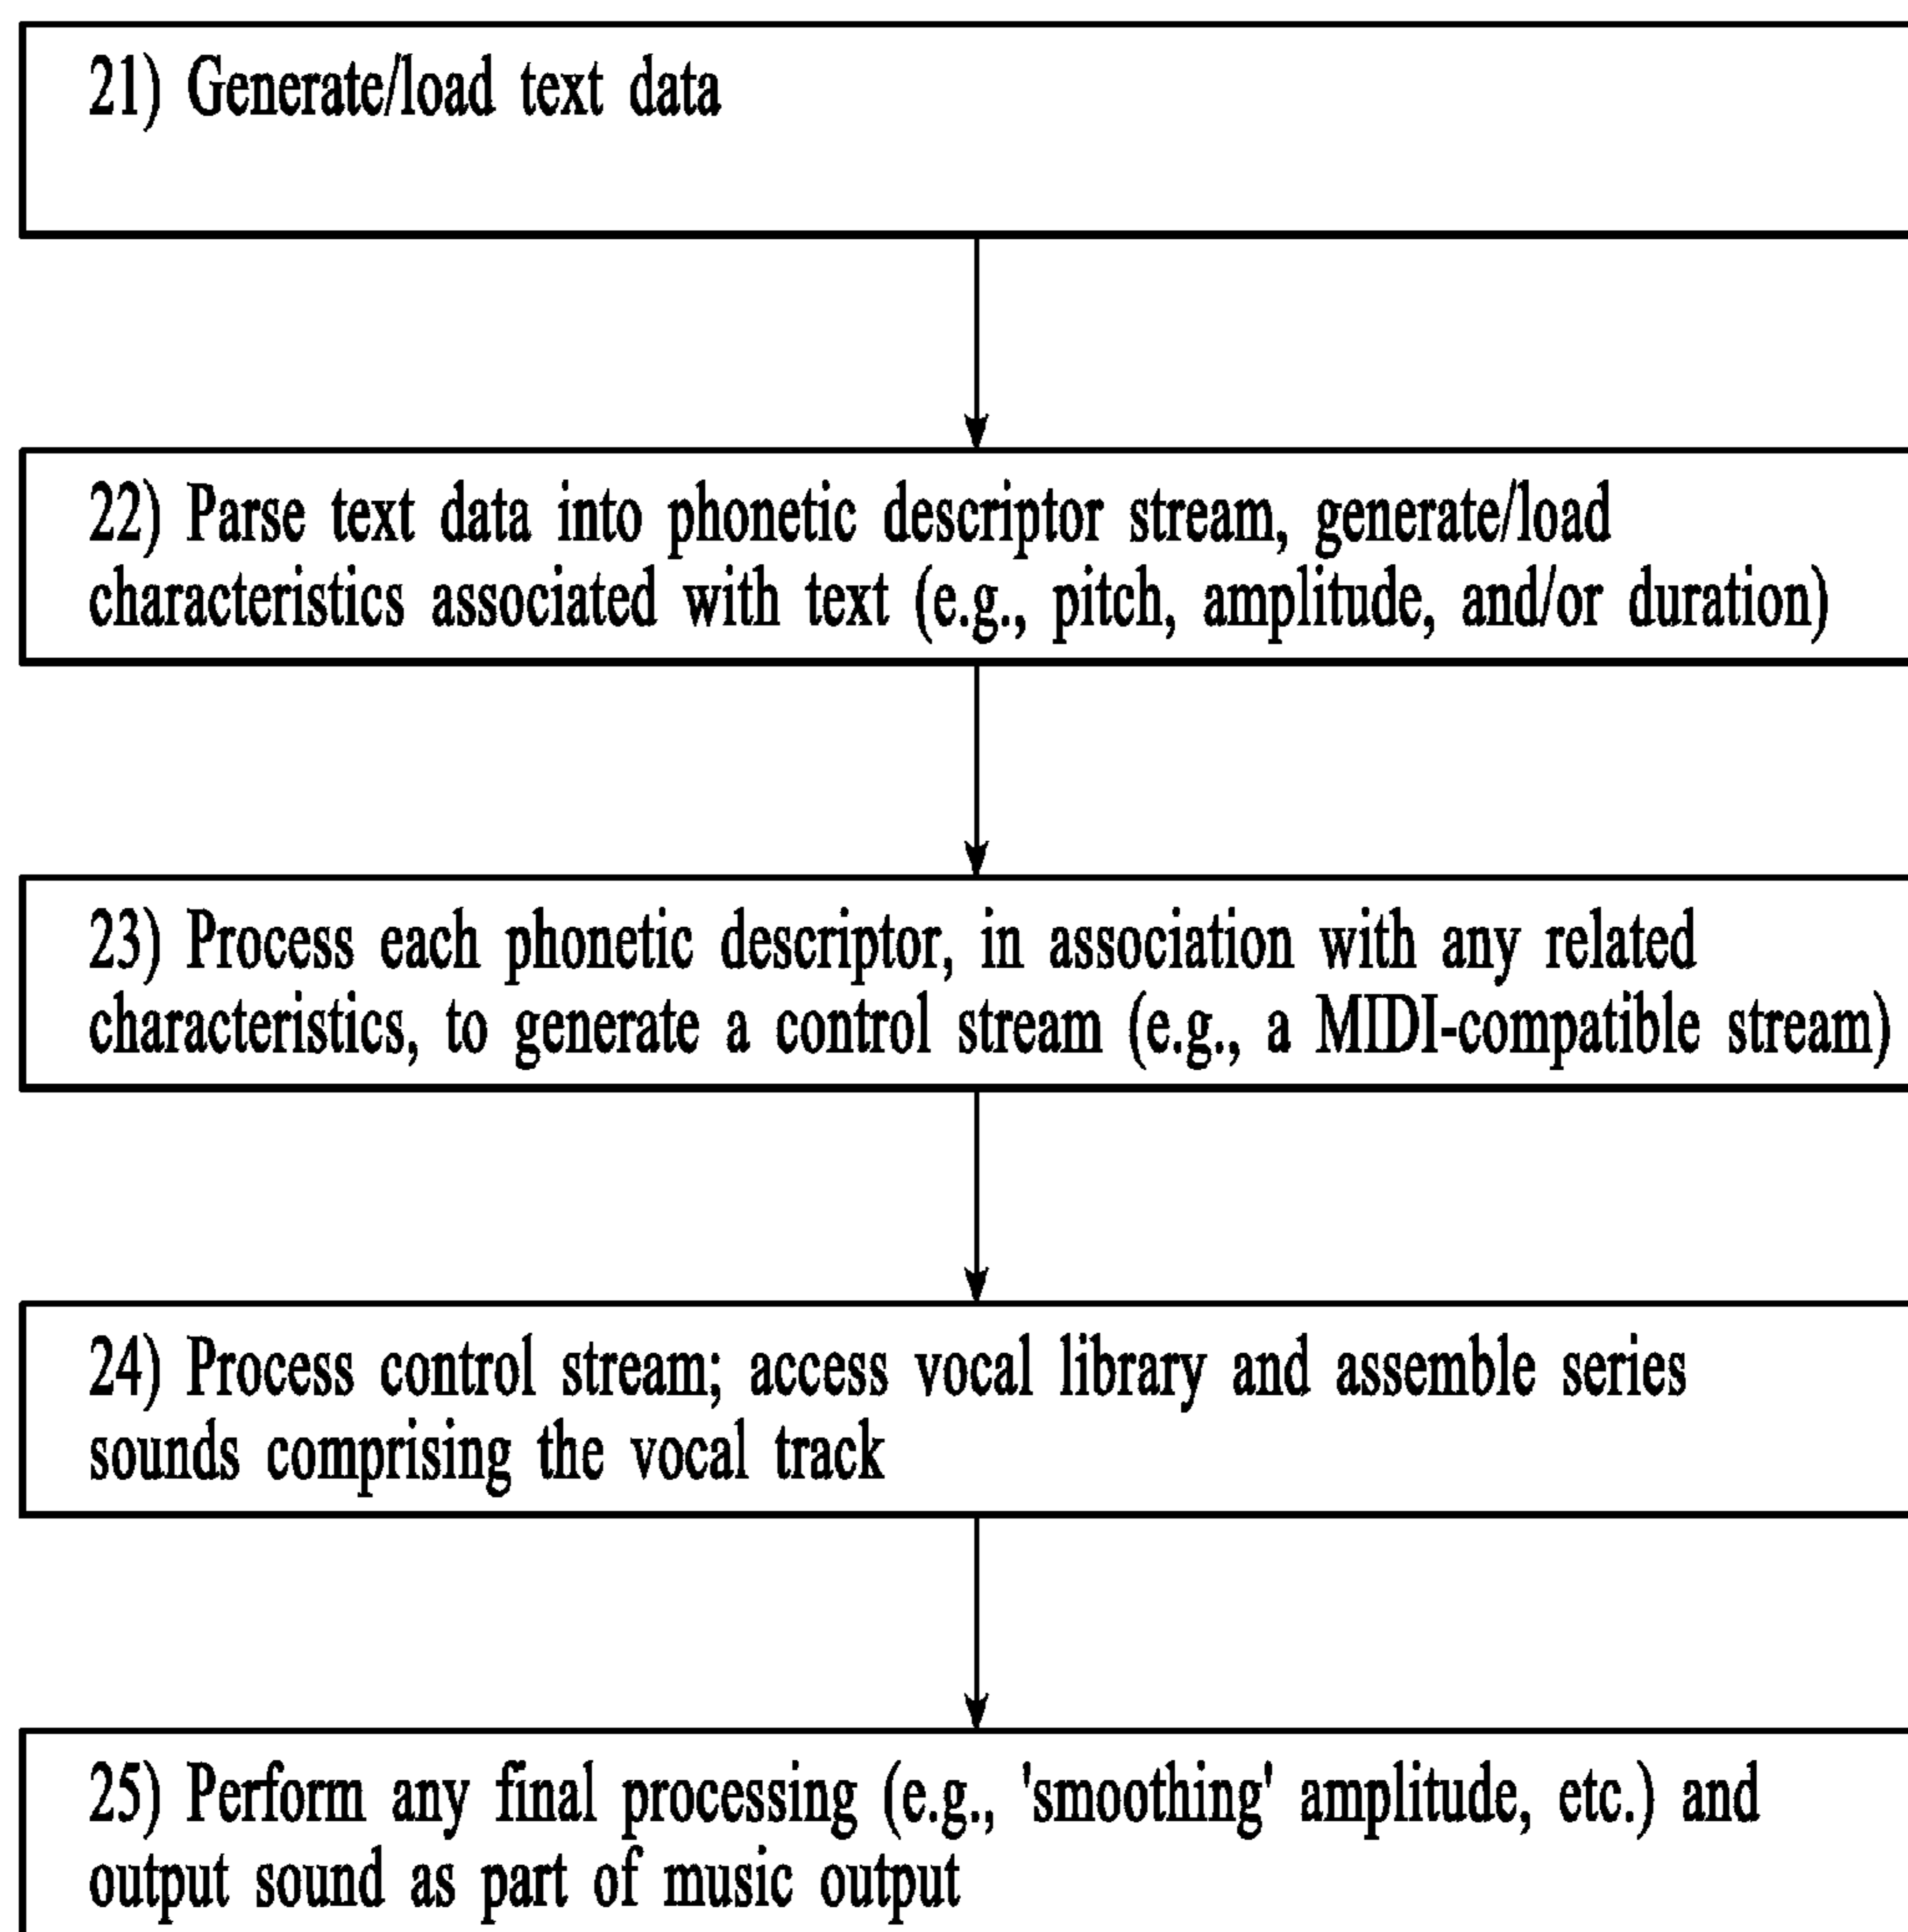 21) Generate/load text data
22) Parse text data into phonetic descriptor stream, generate/load
characteristics associated with text (e.g., pitch, amplitude, and/or duration)
23) Process each phonetic descriptor, in association with any related
characteristics, to generate a control stream (e.g., a MIDI-compatible stream)
24) Process control stream; access vocal library and assemble series
sounds comprising the vocal track
25) Perform any final processing (e.g., 'smoothing' amplitude, etc.) and
output sound as part of music output